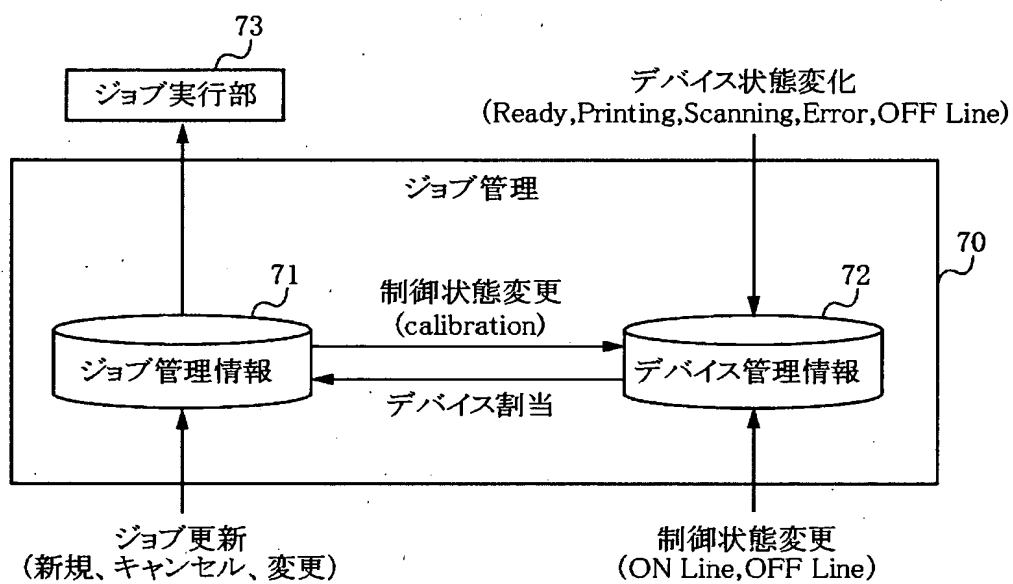 73
ジョブ実行部
デバイス状態変化
(Ready,Printing,Scanning,Error,OFF Line)
ジョブ管理
70
71
制御状態変更
(calibration)
72
ジョブ管理情報
デバイス管理情報
デバイス割当
ジョブ更新
(新規、キャンセル、変更)
制御状態変更
(ON Line,OFF Line)